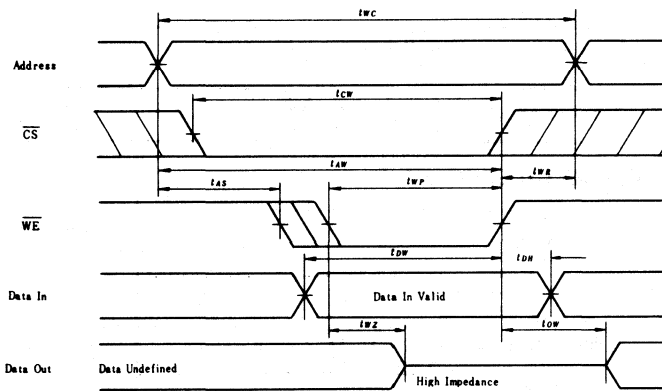 tWC
Address
tCW
CS
tAW
tAS
tWP
tWR
WE
tDW
tDH
Data In
Data In Valid
tWZ
tOW
Data Out
Data Undefined
High Impedance